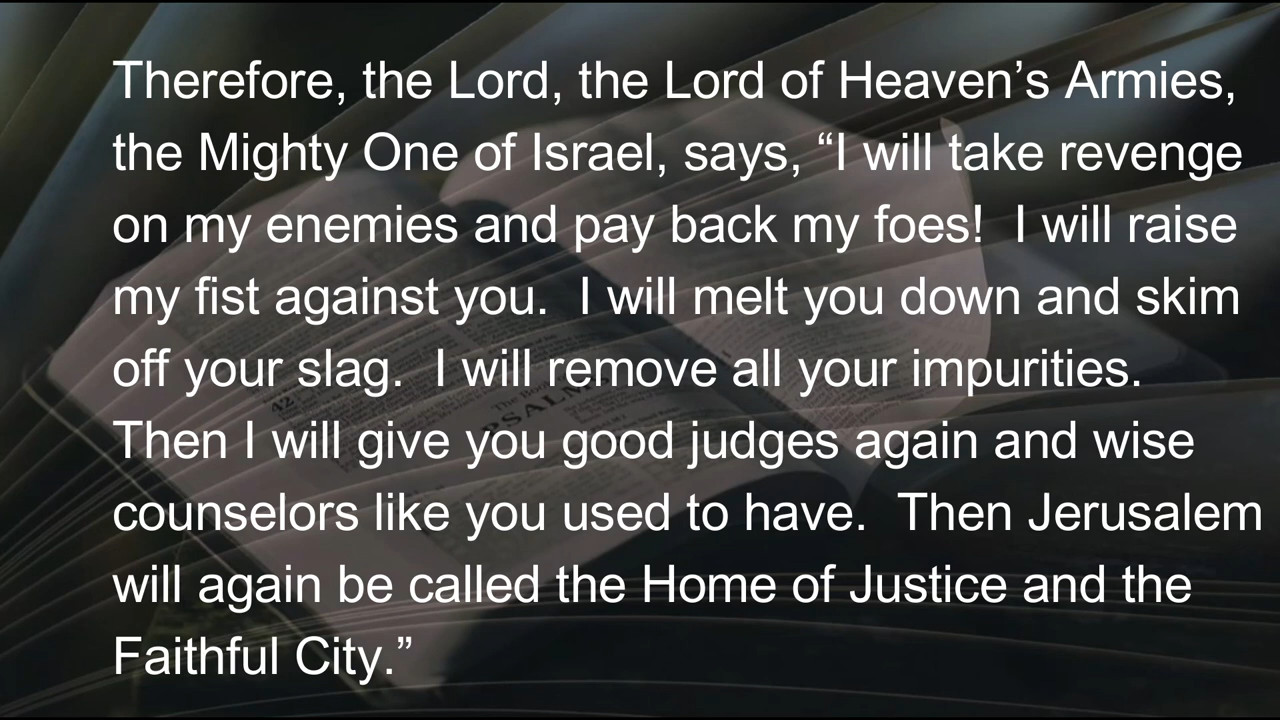 Therefore, the Lord, the Lord of Heaven’s Armies,
the Mighty One of Israel, says, “I will take revenge
on my enemies and pay back my foes!  I will raise
my fist against you.  I will melt you down and skim
off your slag.  I will remove all your impurities.
Then I will give you good judges again and wise
counselors like you used to have.  Then Jerusalem
will again be called the Home of Justice and the
Faithful City.”
42
PSALMS